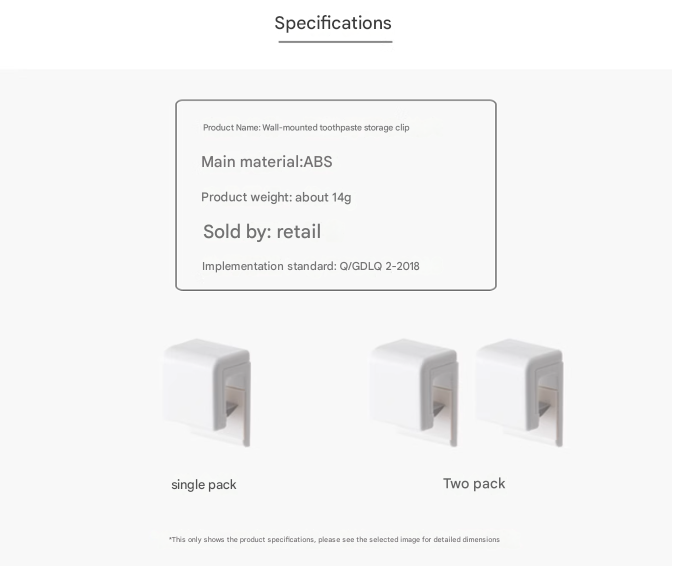 Specifications
Product Name: Wall-mounted toothpaste storage clip
Main material:ABS
Product weight: about 14g
Sold by: retail
Implementation standard: Q/GDLQ 2-2018
single pack
Two pack
*This only shows the product specifications, please see the selected image for detailed dimensions